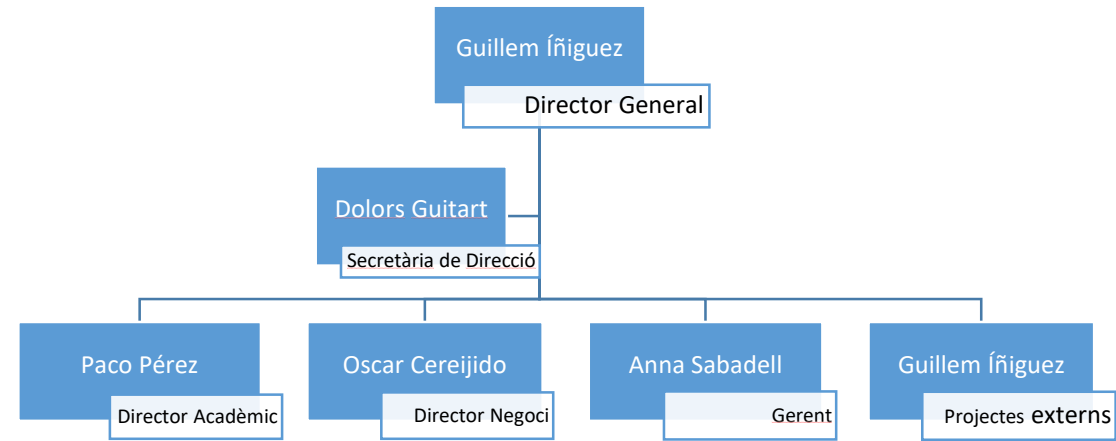 Guillem Íñiguez
Director General
Dolors Guitart
Secretària de Direcció
Paco Pérez
Director Acadèmic
Oscar Cereijido
Director Negoci
Anna Sabadell
Gerent
Guillem Íñiguez
Projectes externs